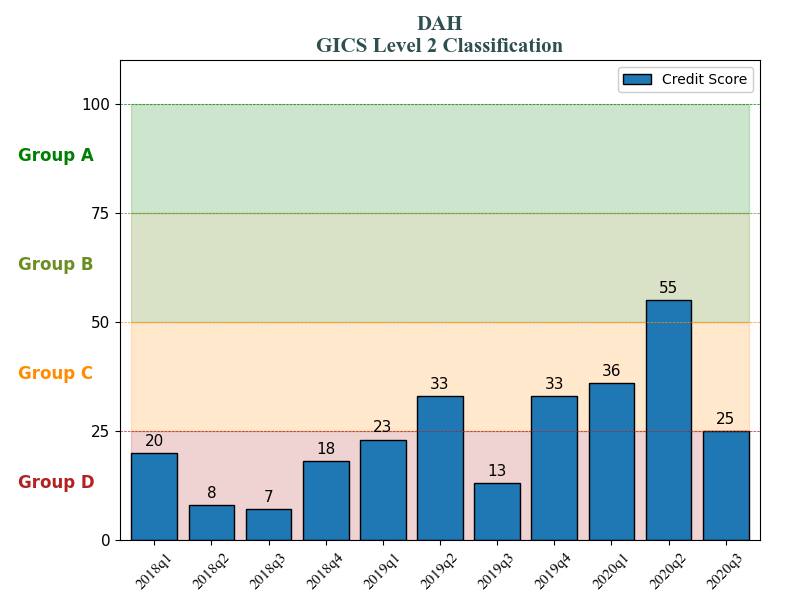 DAH
GICS Level 2 Classification
Credit Score
100
Group A
75
Group B
50
Group C
25
Group D
0
20
8
7
18
23
33
13
33
36
55
25
2018q1
2018q2
2018q3
2018q4
2019q1
2019q2
2019q3
2019q4
2020q1
2020q2
2020q3